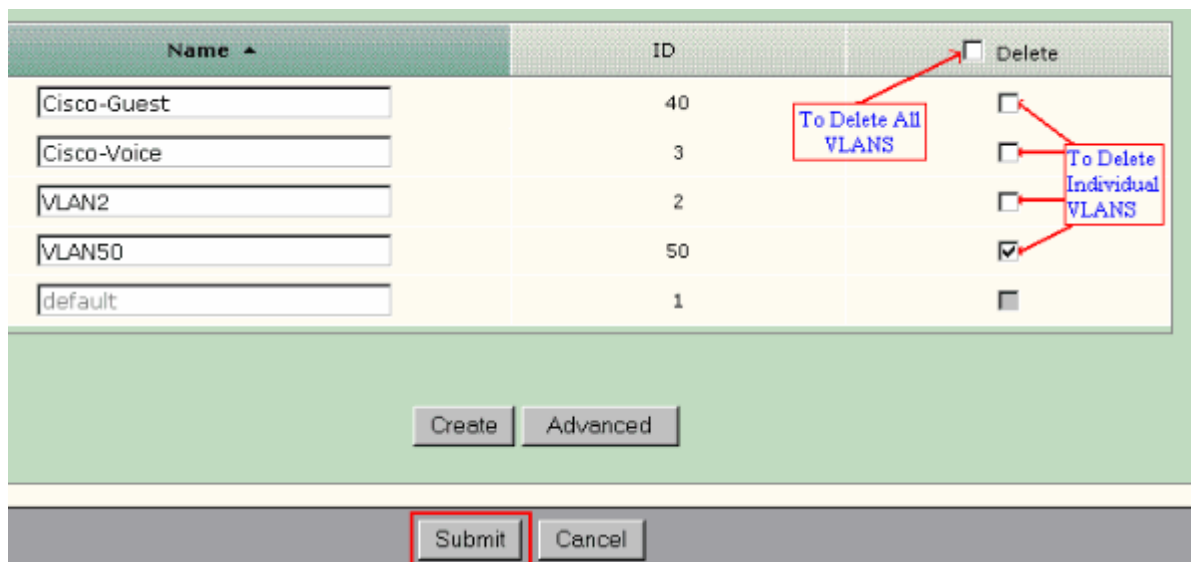 Name ▲ ID Delete
Cisco-Guest 40
To Delete All
VLANS
Cisco-Voice 3
To Delete
Individual
VLANS
VLAN2 2
VLAN50 50
default 1
Create Advanced
Submit Cancel